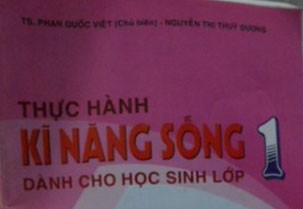 TS. PHAN QUỐC VIỆT (Chủ biên) - NGUYỄN THỊ THUỲ DƯƠNG
THỰC HÀNH
KĨ NĂNG SỐNG 1
DÀNH CHO HỌC SINH LỚP